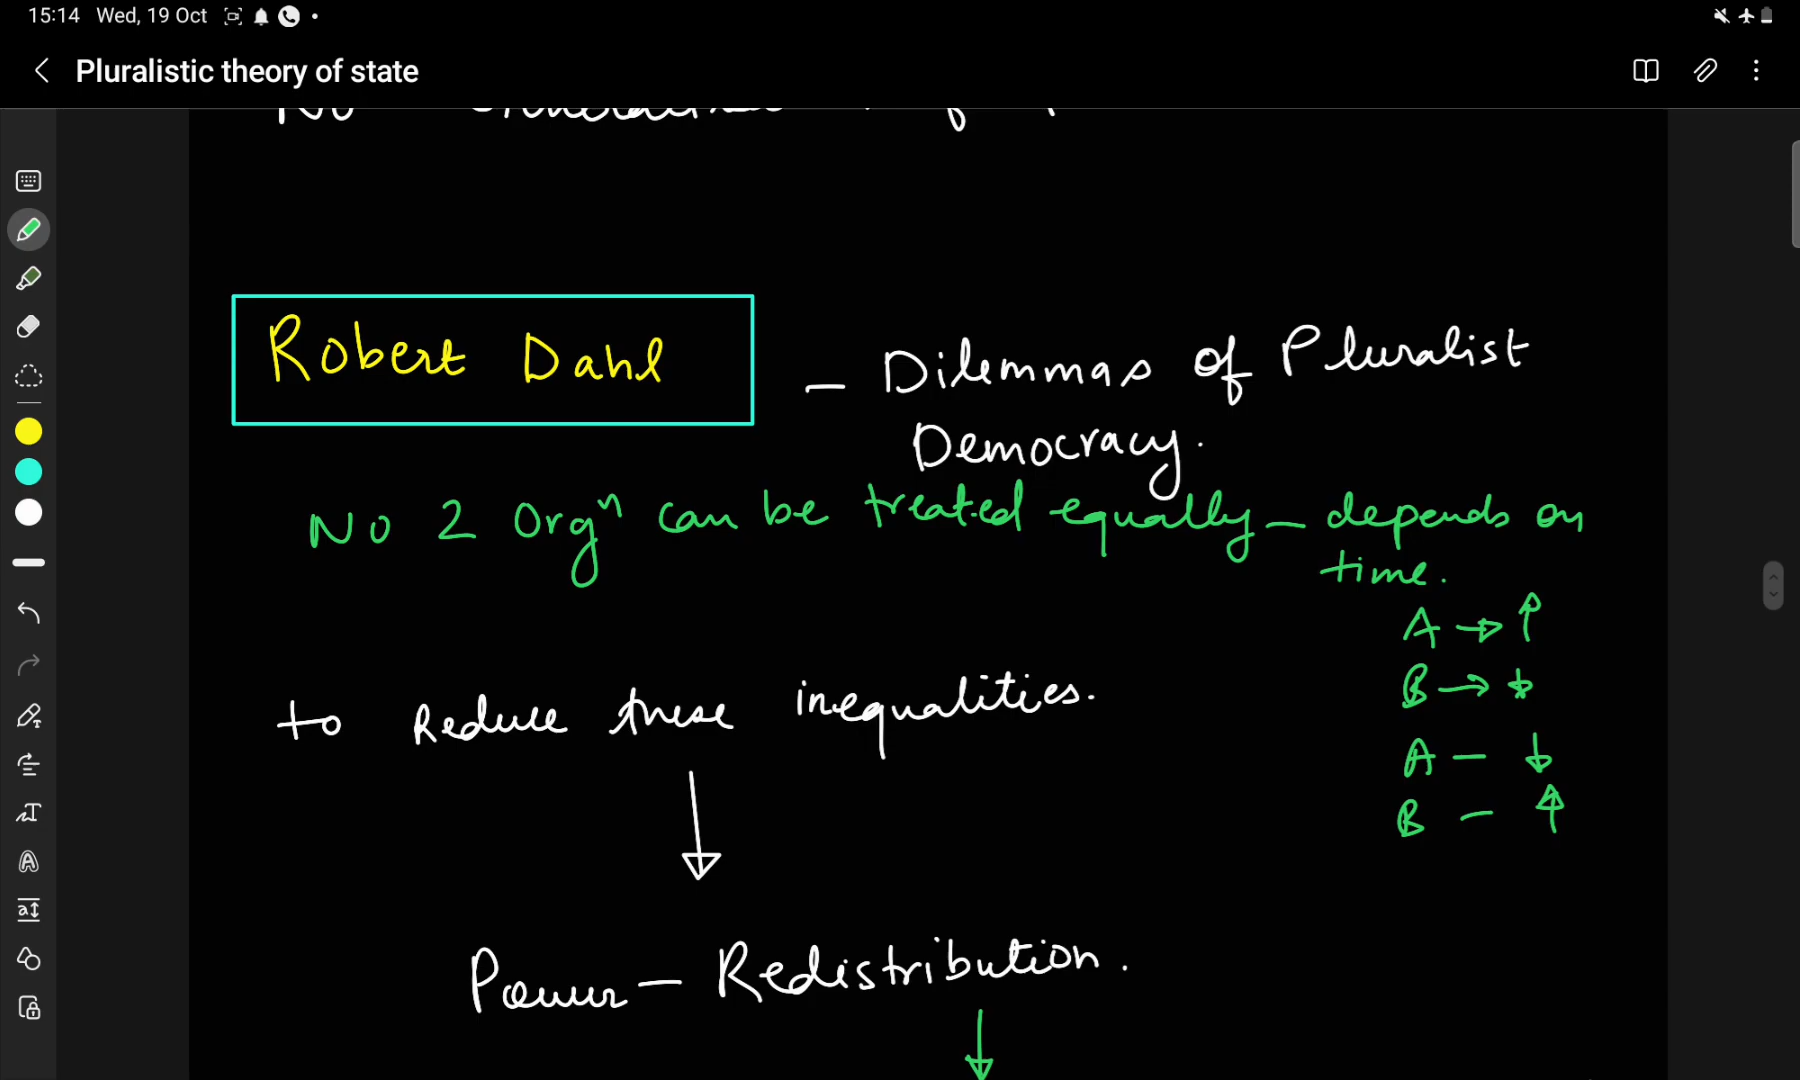 15:14 Wed, 19 Oct
Pluralistic theory of state
No
Robert Dahl – Dilemmas of Pluralist
Democracy.
No 2 Orgⁿ can be treated equally – depends on
time.
A → ↑
B → ↓
to Reduce these inequalities.
A – ↓
B – ↑
Power – Redistribution.